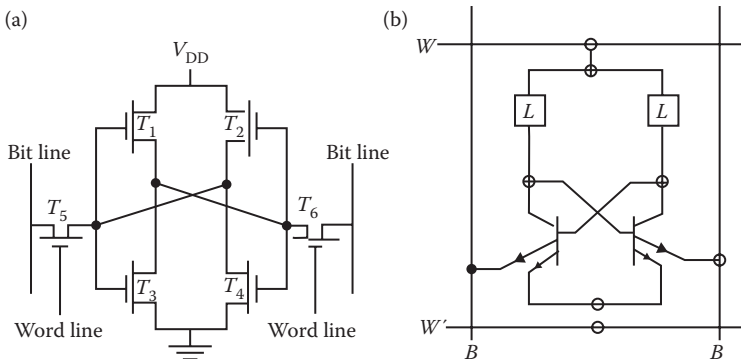 (a)
V_DD
T_1
T_2
Bit line
Bit line
T_5
T_6
T_3
T_4
Word line
Word line
(b)
W
L
L
W′
B
B